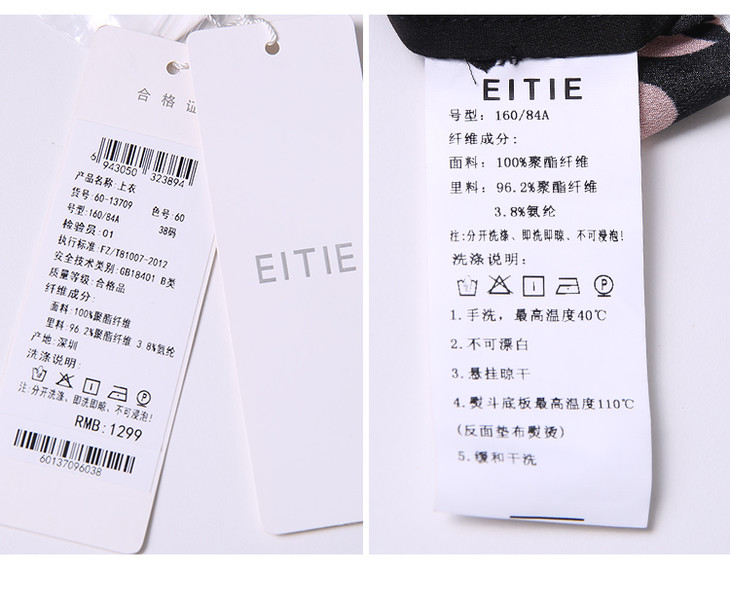 合格证
6 943050 323894
产品名称:上衣
货号:60-13709 色号:60
号型:160/84A 38码
检验员:01
执行标准:FZ/T81007-2012
安全技术类别:GB18401 B类
质量等级:合格品
纤维成分:
面料:100%聚酯纤维
里料:96.2%聚酯纤维 3.8%氨纶
产地:深圳
洗涤说明:
注:分开洗涤、即洗即晾、不可浸泡!
RMB:1299
60137096038
EITIE
EITIE
号型:160/84A
纤维成分:
面料:100%聚酯纤维
里料:96.2%聚酯纤维
3.8%氨纶
注:分开洗涤、即洗即晾、不可浸泡!
洗涤说明:
P
1.手洗,最高温度40℃
2.不可漂白
3.悬挂晾干
4.熨斗底板最高温度110℃
(反面垫布熨烫)
5.缓和干洗